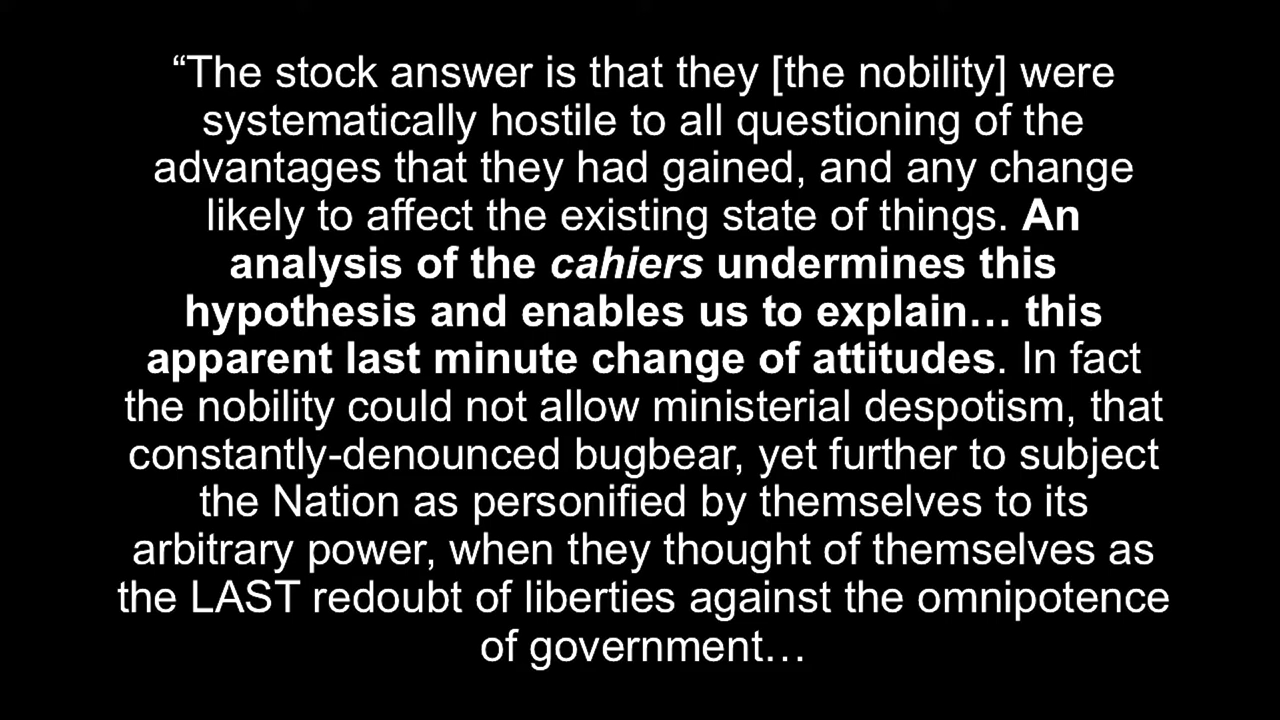 “The stock answer is that they [the nobility] were
systematically hostile to all questioning of the
advantages that they had gained, and any change
likely to affect the existing state of things. An
analysis of the cahiers undermines this
hypothesis and enables us to explain… this
apparent last minute change of attitudes. In fact
the nobility could not allow ministerial despotism, that
constantly-denounced bugbear, yet further to subject
the Nation as personified by themselves to its
arbitrary power, when they thought of themselves as
the LAST redoubt of liberties against the omnipotence
of government…